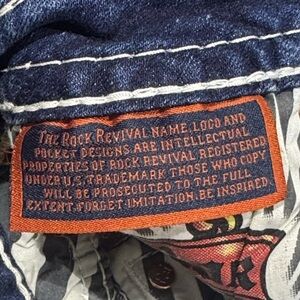 THE ROCK REVIVAL NAME, LOGO AND
POCKET DESIGNS ARE INTELLECTUAL
PROPERTIES OF ROCK REVIVAL REGISTERED
UNDER U.S. TRADEMARK. THOSE WHO COPY
WILL BE PROSECUTED TO THE FULL
EXTENT. FORGET IMITATION. BE INSPIRED.